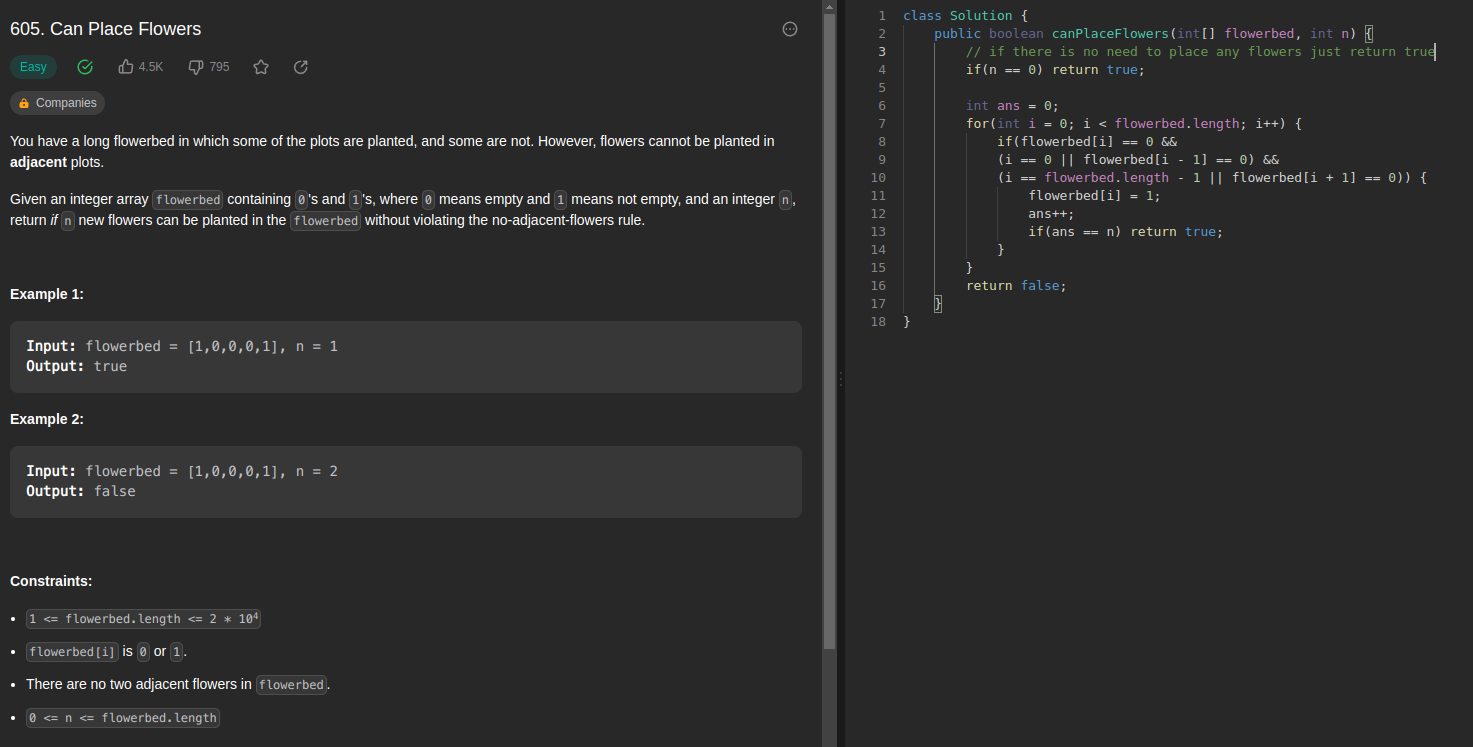 605. Can Place Flowers
Easy 4.5K 795
Companies
You have a long flowerbed in which some of the plots are planted, and some are not. However, flowers cannot be planted in
adjacent plots.
Given an integer array flowerbed containing 0's and 1's, where 0 means empty and 1 means not empty, and an integer n,
return if n new flowers can be planted in the flowerbed without violating the no-adjacent-flowers rule.
Example 1:
Input: flowerbed = [1,0,0,0,1], n = 1
Output: true
Example 2:
Input: flowerbed = [1,0,0,0,1], n = 2
Output: false
Constraints:
• 1 <= flowerbed.length <= 2 * 10⁴
• flowerbed[i] is 0 or 1.
• There are no two adjacent flowers in flowerbed.
• 0 <= n <= flowerbed.length
1 class Solution {
2 public boolean canPlaceFlowers(int[] flowerbed, int n) {
3 // if there is no need to place any flowers just return true
4 if(n == 0) return true;
5
6 int ans = 0;
7 for(int i = 0; i < flowerbed.length; i++) {
8 if(flowerbed[i] == 0 &&
9 (i == 0 || flowerbed[i - 1] == 0) &&
10 (i == flowerbed.length - 1 || flowerbed[i + 1] == 0)) {
11 flowerbed[i] = 1;
12 ans++;
13 if(ans == n) return true;
14 }
15 }
16 return false;
17 }
18 }